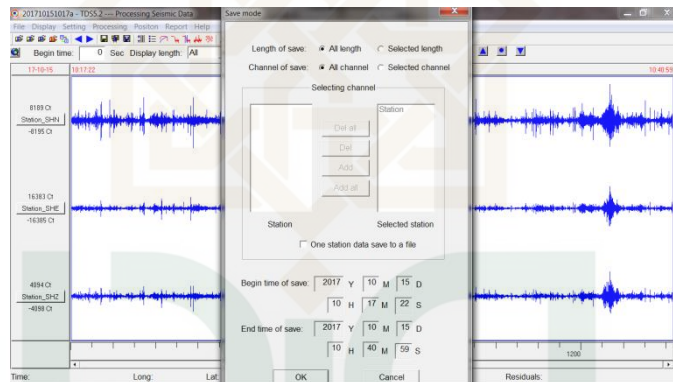 201710151017a - TDS5.2 --- Processing Seismic Data
File Display Setting Processing Positon Report Help
Begin time: 0 Sec Display length: All
17-10-15
10:17:22
10:40:59
8189 Ct
Station_SHN
-8195 Ct
16383 Ct
Station_SHE
-16385 Ct
4094 Ct
Station_SHZ
-4098 Ct
1200
Time:
Long:
Lat:
Residuals:
Save mode
Length of save: All length Selected length
Channel of save: All channel Selected channel
Selecting channel
Station
Del all
Del
Add
Add all
Station Selected station
One station data save to a file
Begin time of save: 2017 Y 10 M 15 D
10 H 17 M 22 S
End time of save: 2017 Y 10 M 15 D
10 H 40 M 59 S
OK Cancel